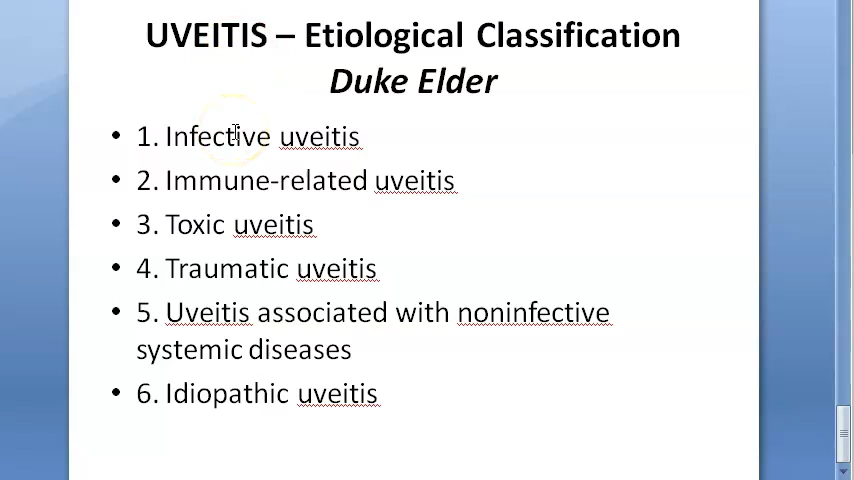 UVEITIS – Etiological Classification
Duke Elder
• 1. Infective uveitis
• 2. Immune-related uveitis
• 3. Toxic uveitis
• 4. Traumatic uveitis
• 5. Uveitis associated with noninfective
systemic diseases
• 6. Idiopathic uveitis